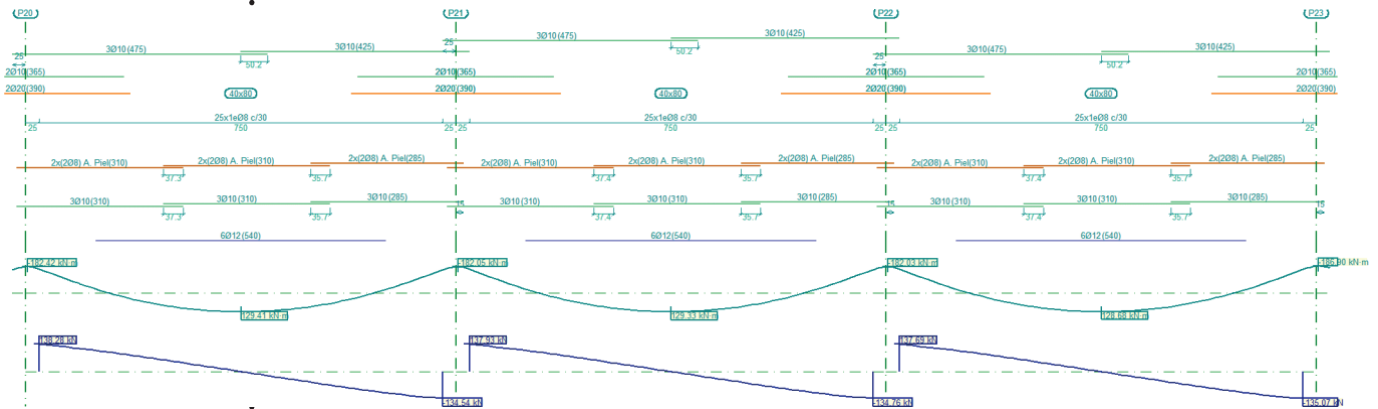 P20 P21 P22 P23
3Ø10(475) 3Ø10(425)
25 3Ø10(475) 3Ø10(425) 25 3Ø10(475) 3Ø10(425) 25
50.2 50.2 50.2
2Ø10(365) 2Ø10(365) 2Ø10(365) 2Ø10(365)
2Ø20(390) 40x80 2Ø20(390) 40x80 2Ø20(390) 40x80 2Ø20(390)
25x1eØ8 c/30 25x1eØ8 c/30 25x1eØ8 c/30
25 750 25 25 750 25 25 750 25
2x(2Ø8) A. Piel(310) 2x(2Ø8) A. Piel(310) 2x(2Ø8) A. Piel(285) 2x(2Ø8) A. Piel(310) 2x(2Ø8) A. Piel(310) 2x(2Ø8) A. Piel(285) 2x(2Ø8) A. Piel(310) 2x(2Ø8) A. Piel(310) 2x(2Ø8) A. Piel(285)
37.3 35.7 37.4 35.7 37.4 35.7
3Ø10(310) 3Ø10(310) 3Ø10(285) 15 3Ø10(310) 3Ø10(310) 3Ø10(285) 15 3Ø10(310) 3Ø10(310) 3Ø10(285) 15
37.3 35.7 37.4 35.7 37.4 35.7
6Ø12(540) 6Ø12(540) 6Ø12(540)
-182.42 kN·m -182.05 kN·m -182.03 kN·m -186.90 kN·m
129.41 kN·m 129.33 kN·m 128.68 kN·m
138.28 kN 137.93 kN 137.69 kN
-134.54 kN -134.76 kN -135.07 kN